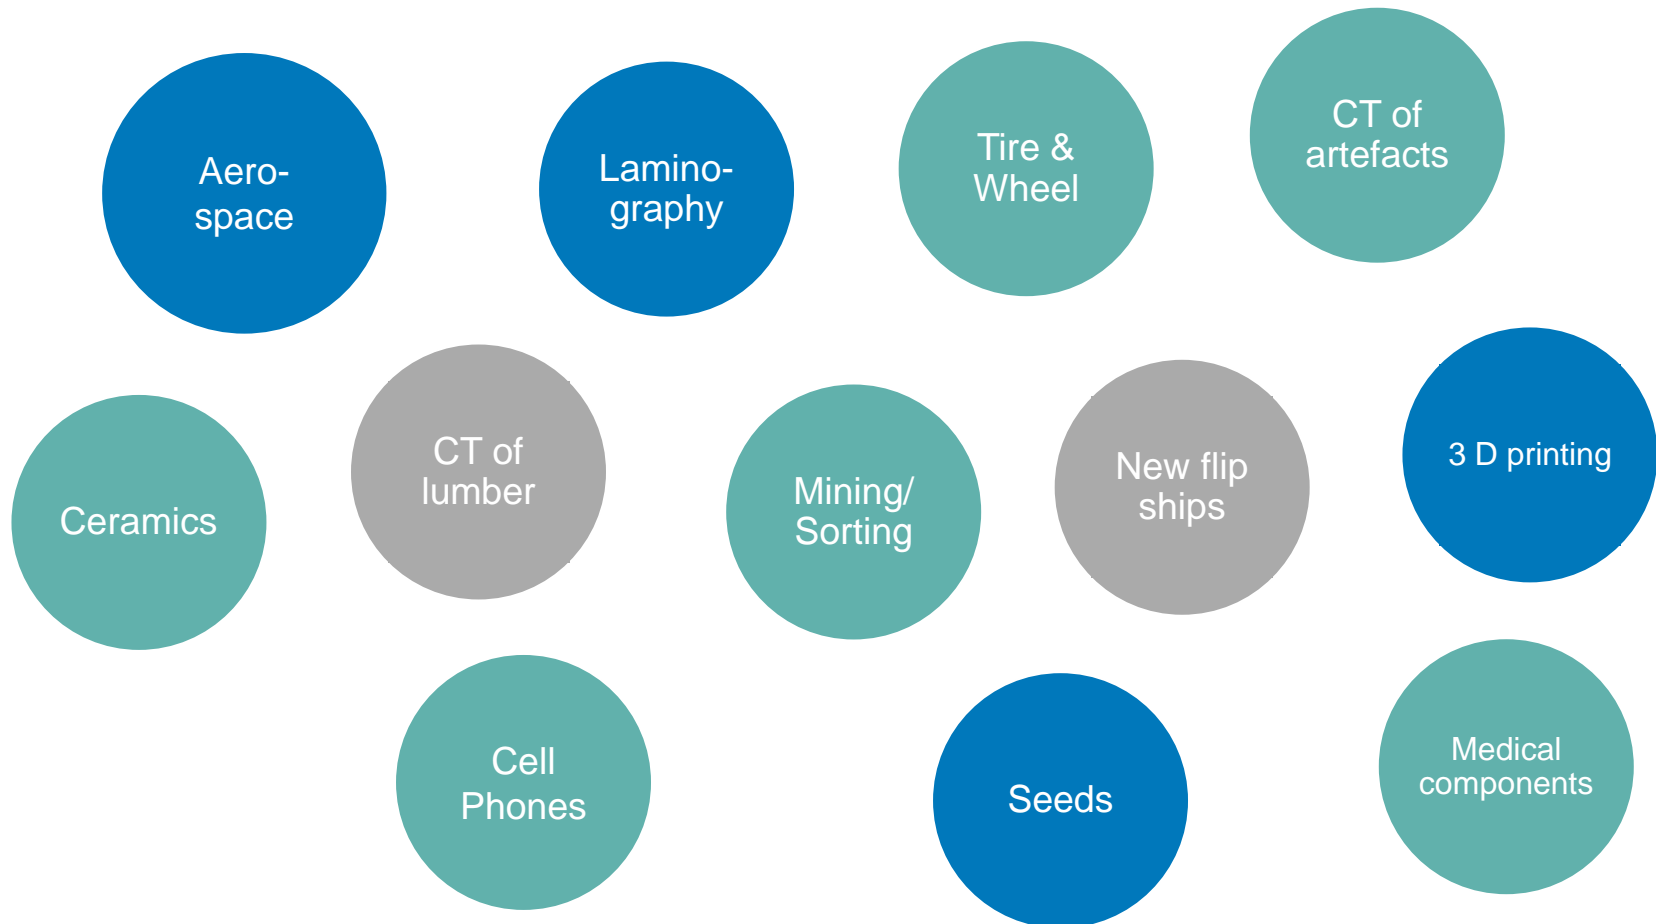 Aero-
space
Lamino-
graphy
Tire &
Wheel
CT of
artefacts
Ceramics
CT of
lumber
Mining/
Sorting
New flip
ships
3 D printing
Cell
Phones
Seeds
Medical
components